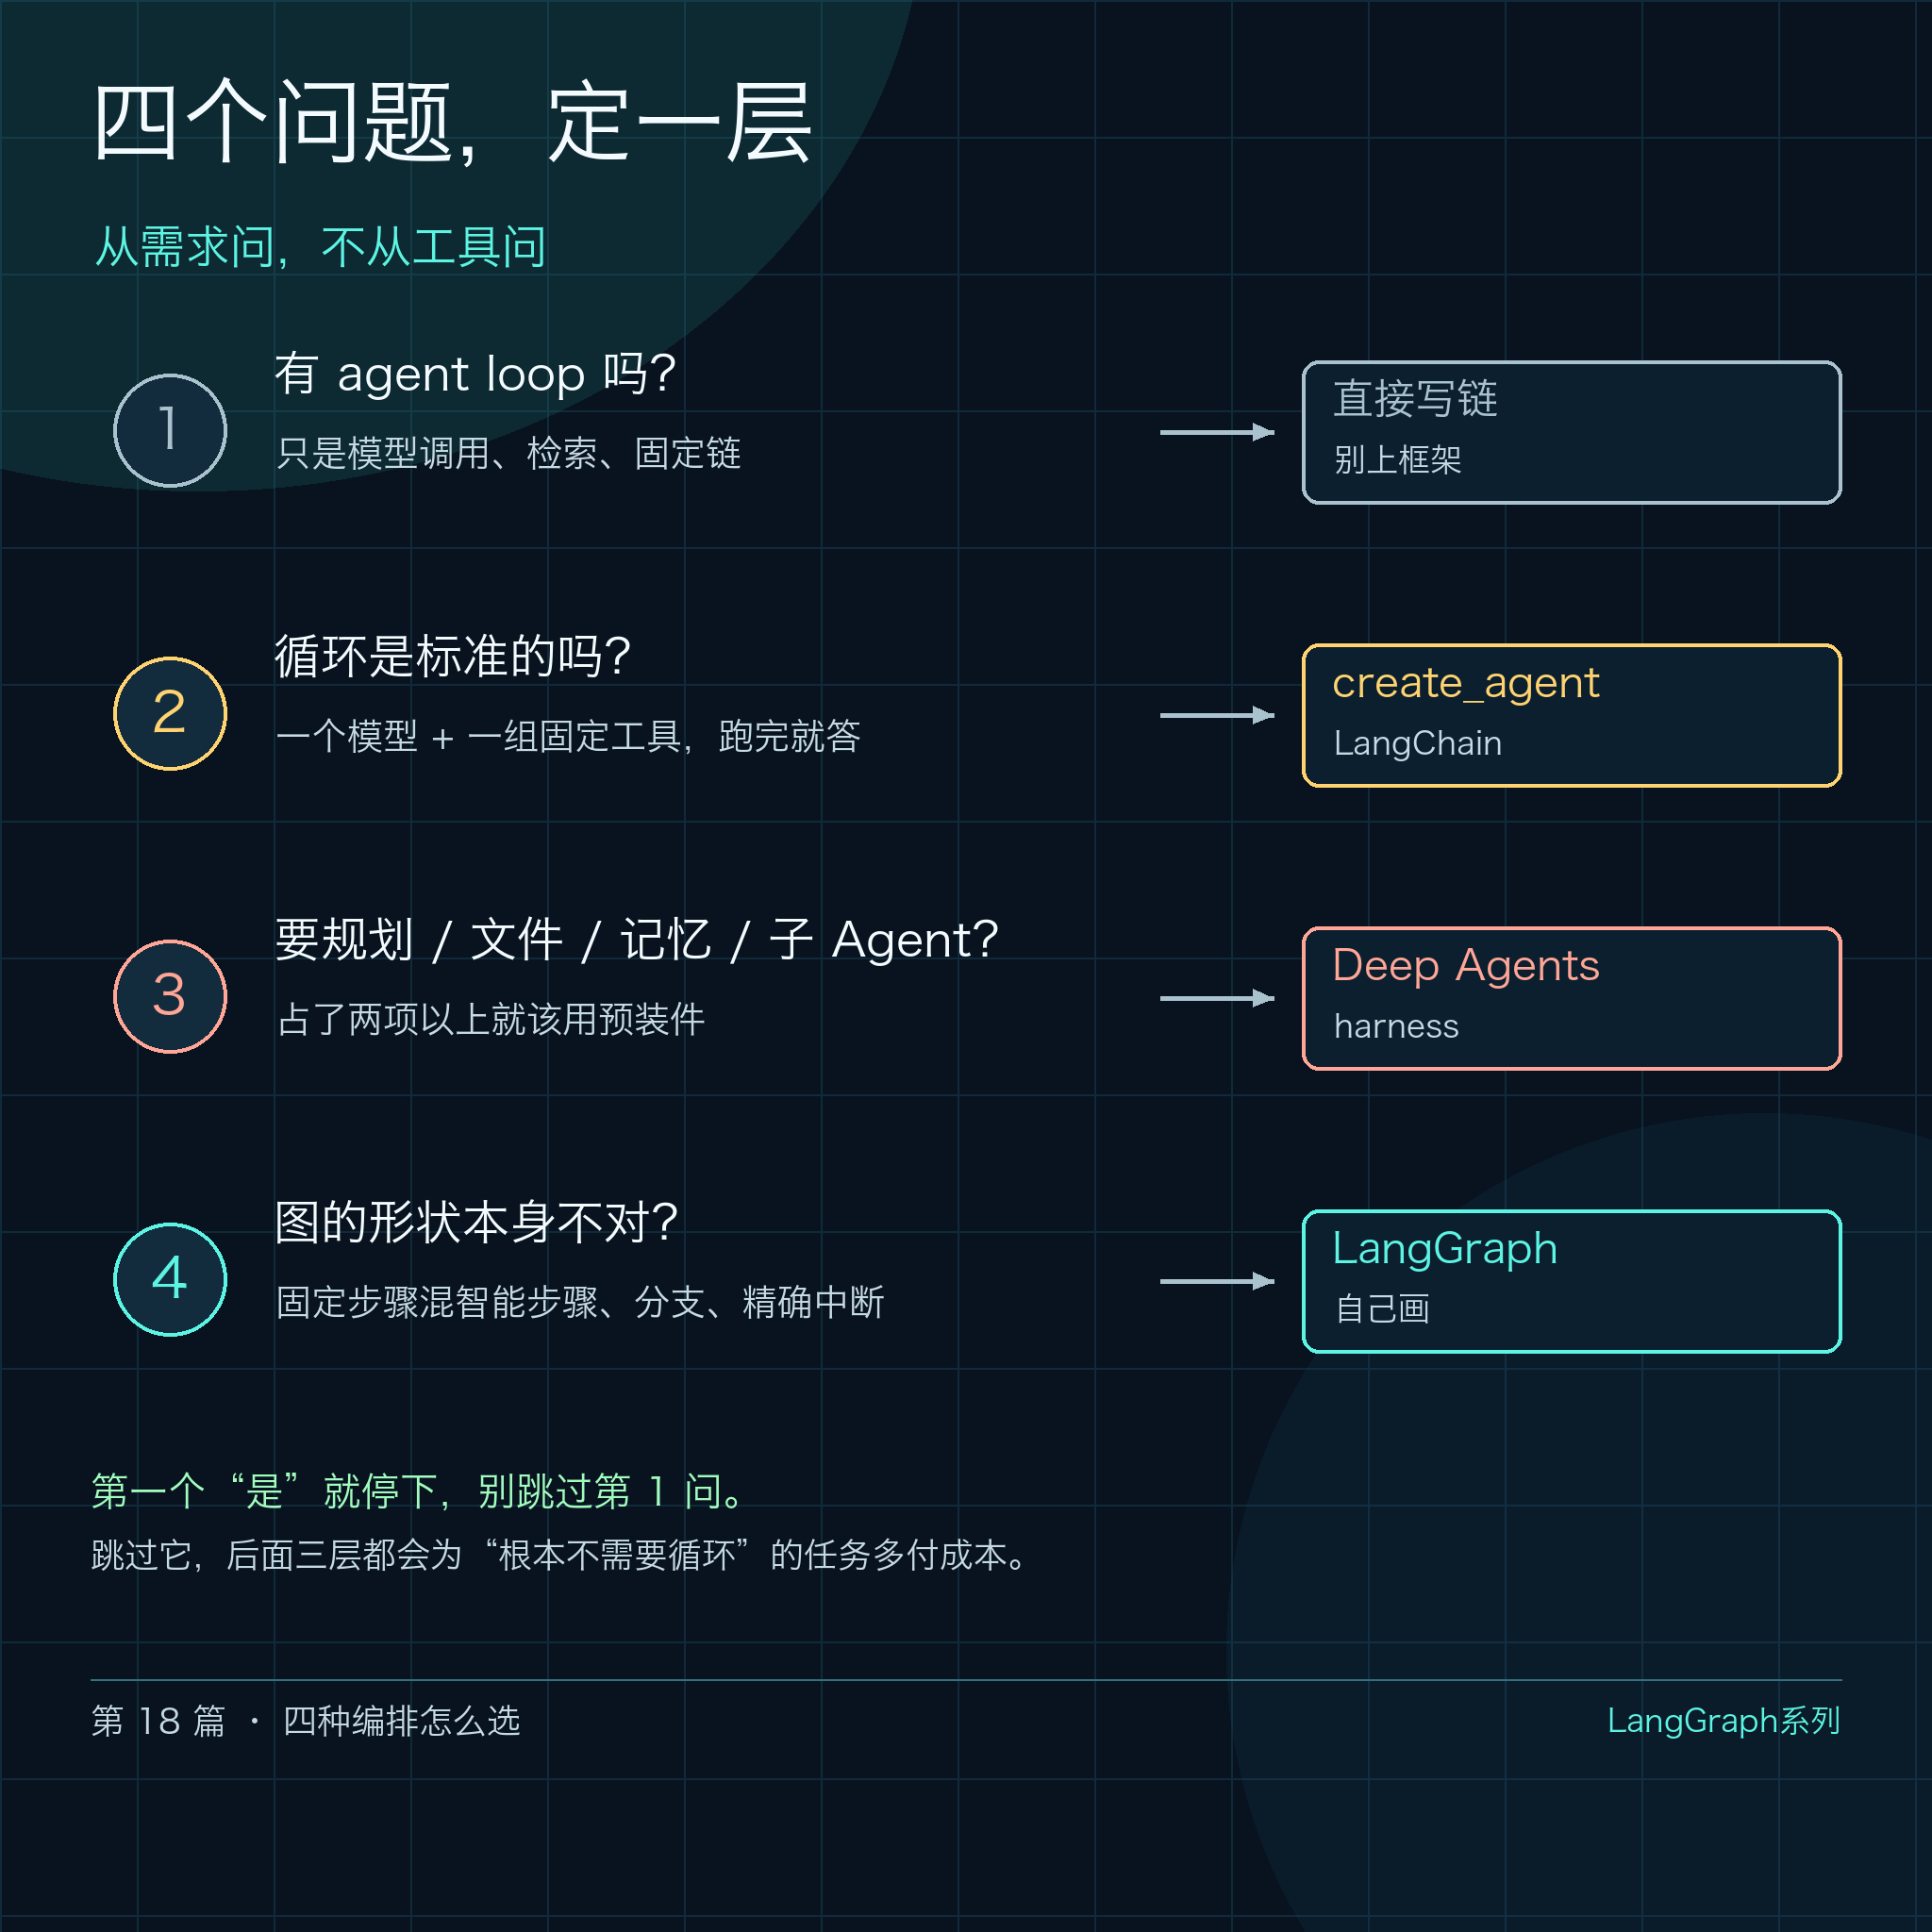 四个问题，定一层
从需求问，不从工具问
1
有 agent loop 吗？
只是模型调用、检索、固定链
直接写链
别上框架
2
循环是标准的吗？
一个模型 + 一组固定工具，跑完就答
create_agent
LangChain
3
要规划 / 文件 / 记忆 / 子 Agent？
占了两项以上就该用预装件
Deep Agents
harness
4
图的形状本身不对？
固定步骤混智能步骤、分支、精确中断
LangGraph
自己画
第一个“是”就停下，别跳过第 1 问。
跳过它，后面三层都会为“根本不需要循环”的任务多付成本。
第 18 篇 · 四种编排怎么选
LangGraph系列